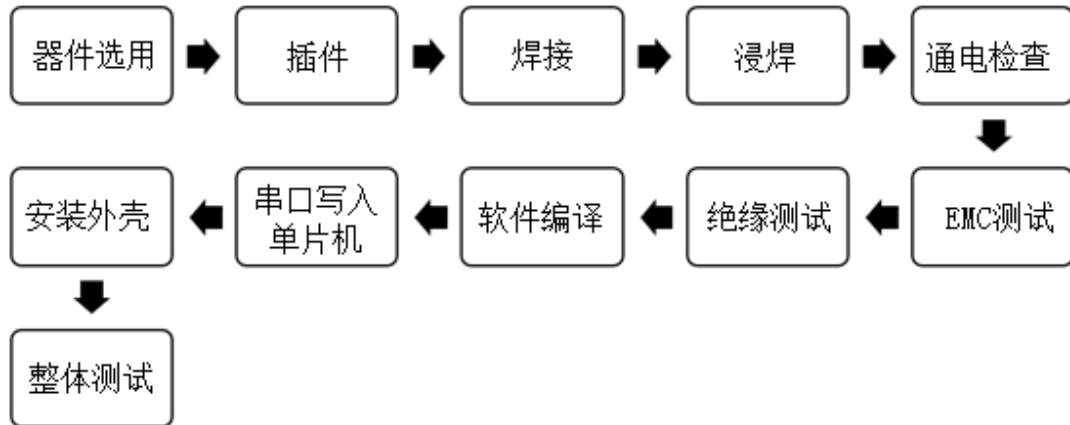 器件选用
插件
焊接
浸焊
通电检查
EMC测试
绝缘测试
软件编译
串口写入
单片机
安装外壳
整体测试